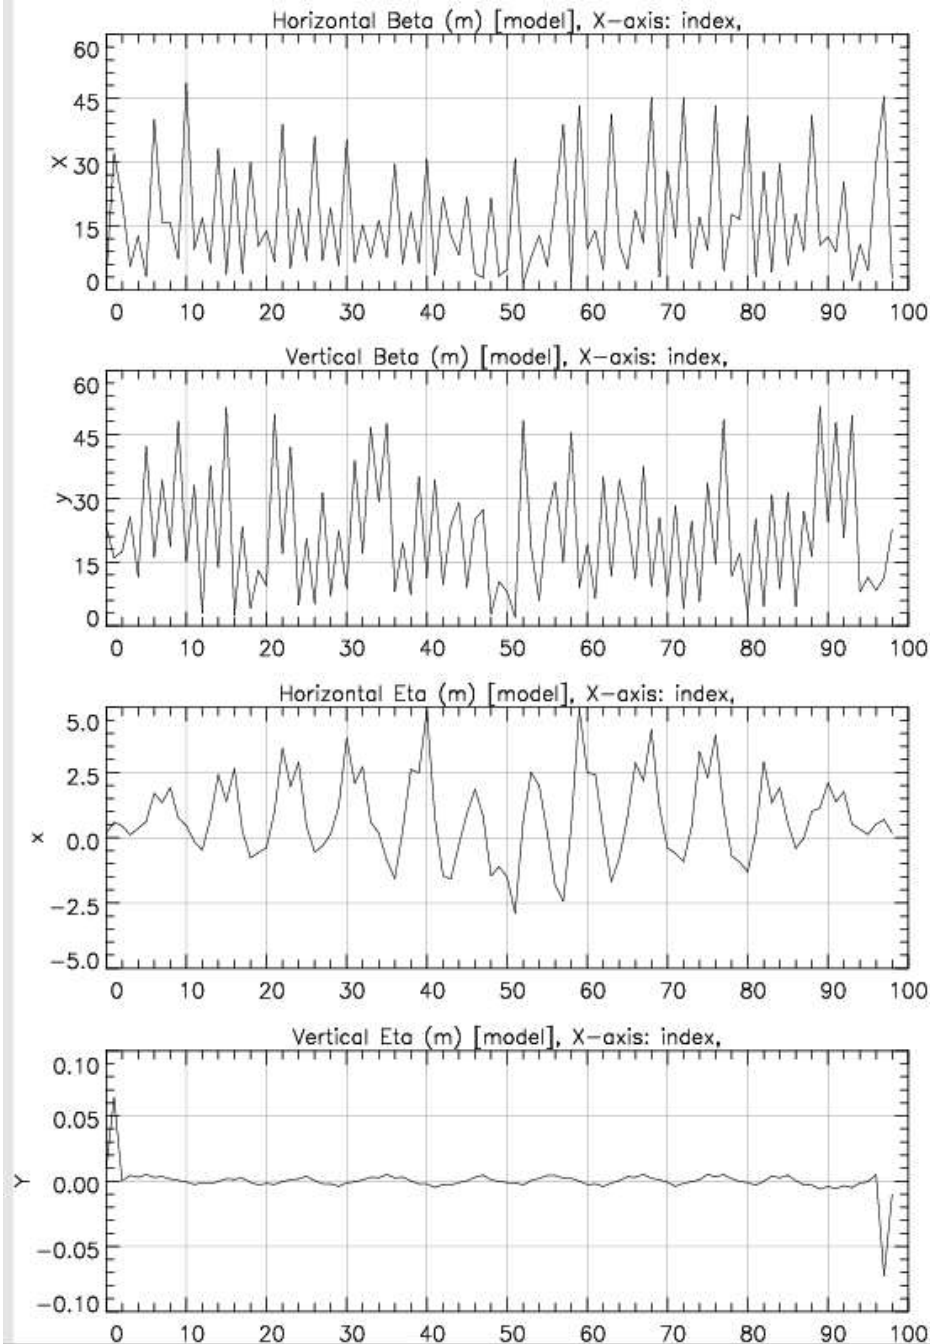 Horizontal Beta (m) [model], X-axis: index,
60
45
X
30
15
0
0 10 20 30 40 50 60 70 80 90 100
Vertical Beta (m) [model], X-axis: index,
60
45
y
30
15
0
0 10 20 30 40 50 60 70 80 90 100
Horizontal Eta (m) [model], X-axis: index,
5.0
2.5
x
0.0
-2.5
-5.0
0 10 20 30 40 50 60 70 80 90 100
Vertical Eta (m) [model], X-axis: index,
0.10
0.05
Y
0.00
-0.05
-0.10
0 10 20 30 40 50 60 70 80 90 100